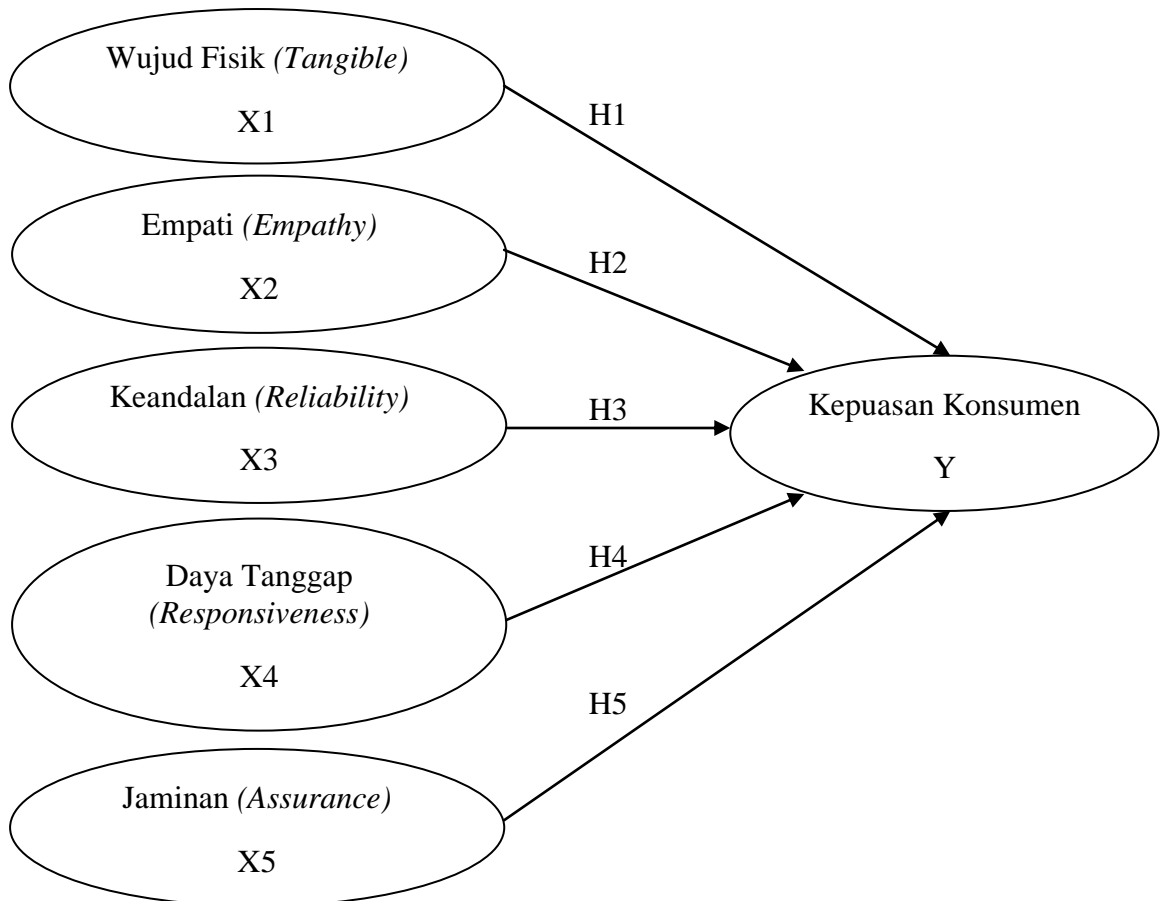 Wujud Fisik (Tangible)
X1
H1
Empati (Empathy)
X2
H2
Keandalan (Reliability)
X3
H3
Kepuasan Konsumen
Y
Daya Tanggap
(Responsiveness)
X4
H4
Jaminan (Assurance)
X5
H5